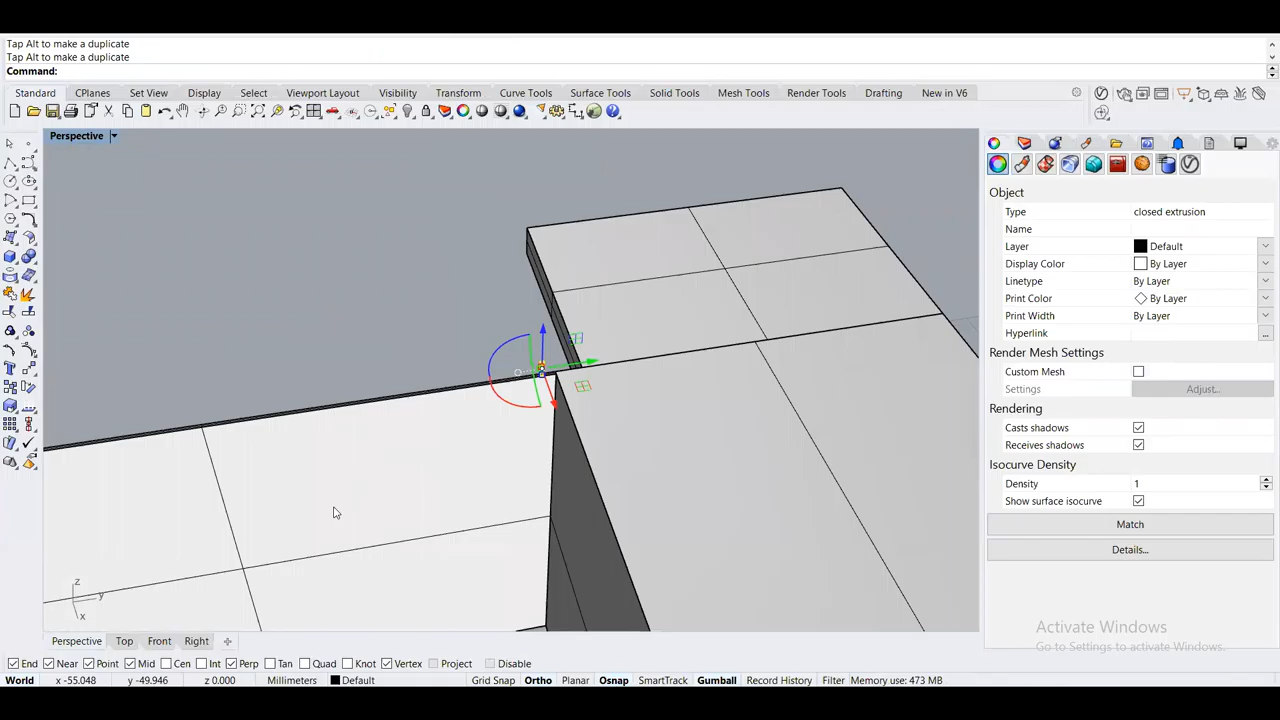 Tap Alt to make a duplicate
Tap Alt to make a duplicate
Command:
Standard CPlanes Set View Display Select Viewport Layout Visibility Transform Curve Tools Surface Tools Solid Tools Mesh Tools Render Tools Drafting New in V6
Perspective
Object
Type closed extrusion
Name
Layer Default
Display Color By Layer
Linetype By Layer
Print Color By Layer
Print Width By Layer
Hyperlink ...
Render Mesh Settings
Custom Mesh
Settings Adjust...
Rendering
Casts shadows
Receives shadows
Isocurve Density
Density 1
Show surface isocurve
Match
Details...
z
y
x
Activate Windows
Go to Settings to activate Windows.
Perspective Top Front Right
End Near Point Mid Cen Int Perp Tan Quad Knot Vertex Project Disable
World x -55.048 y -49.946 z 0.000 Millimeters Default Grid Snap Ortho Planar Osnap SmartTrack Gumball Record History Filter Memory use: 473 MB